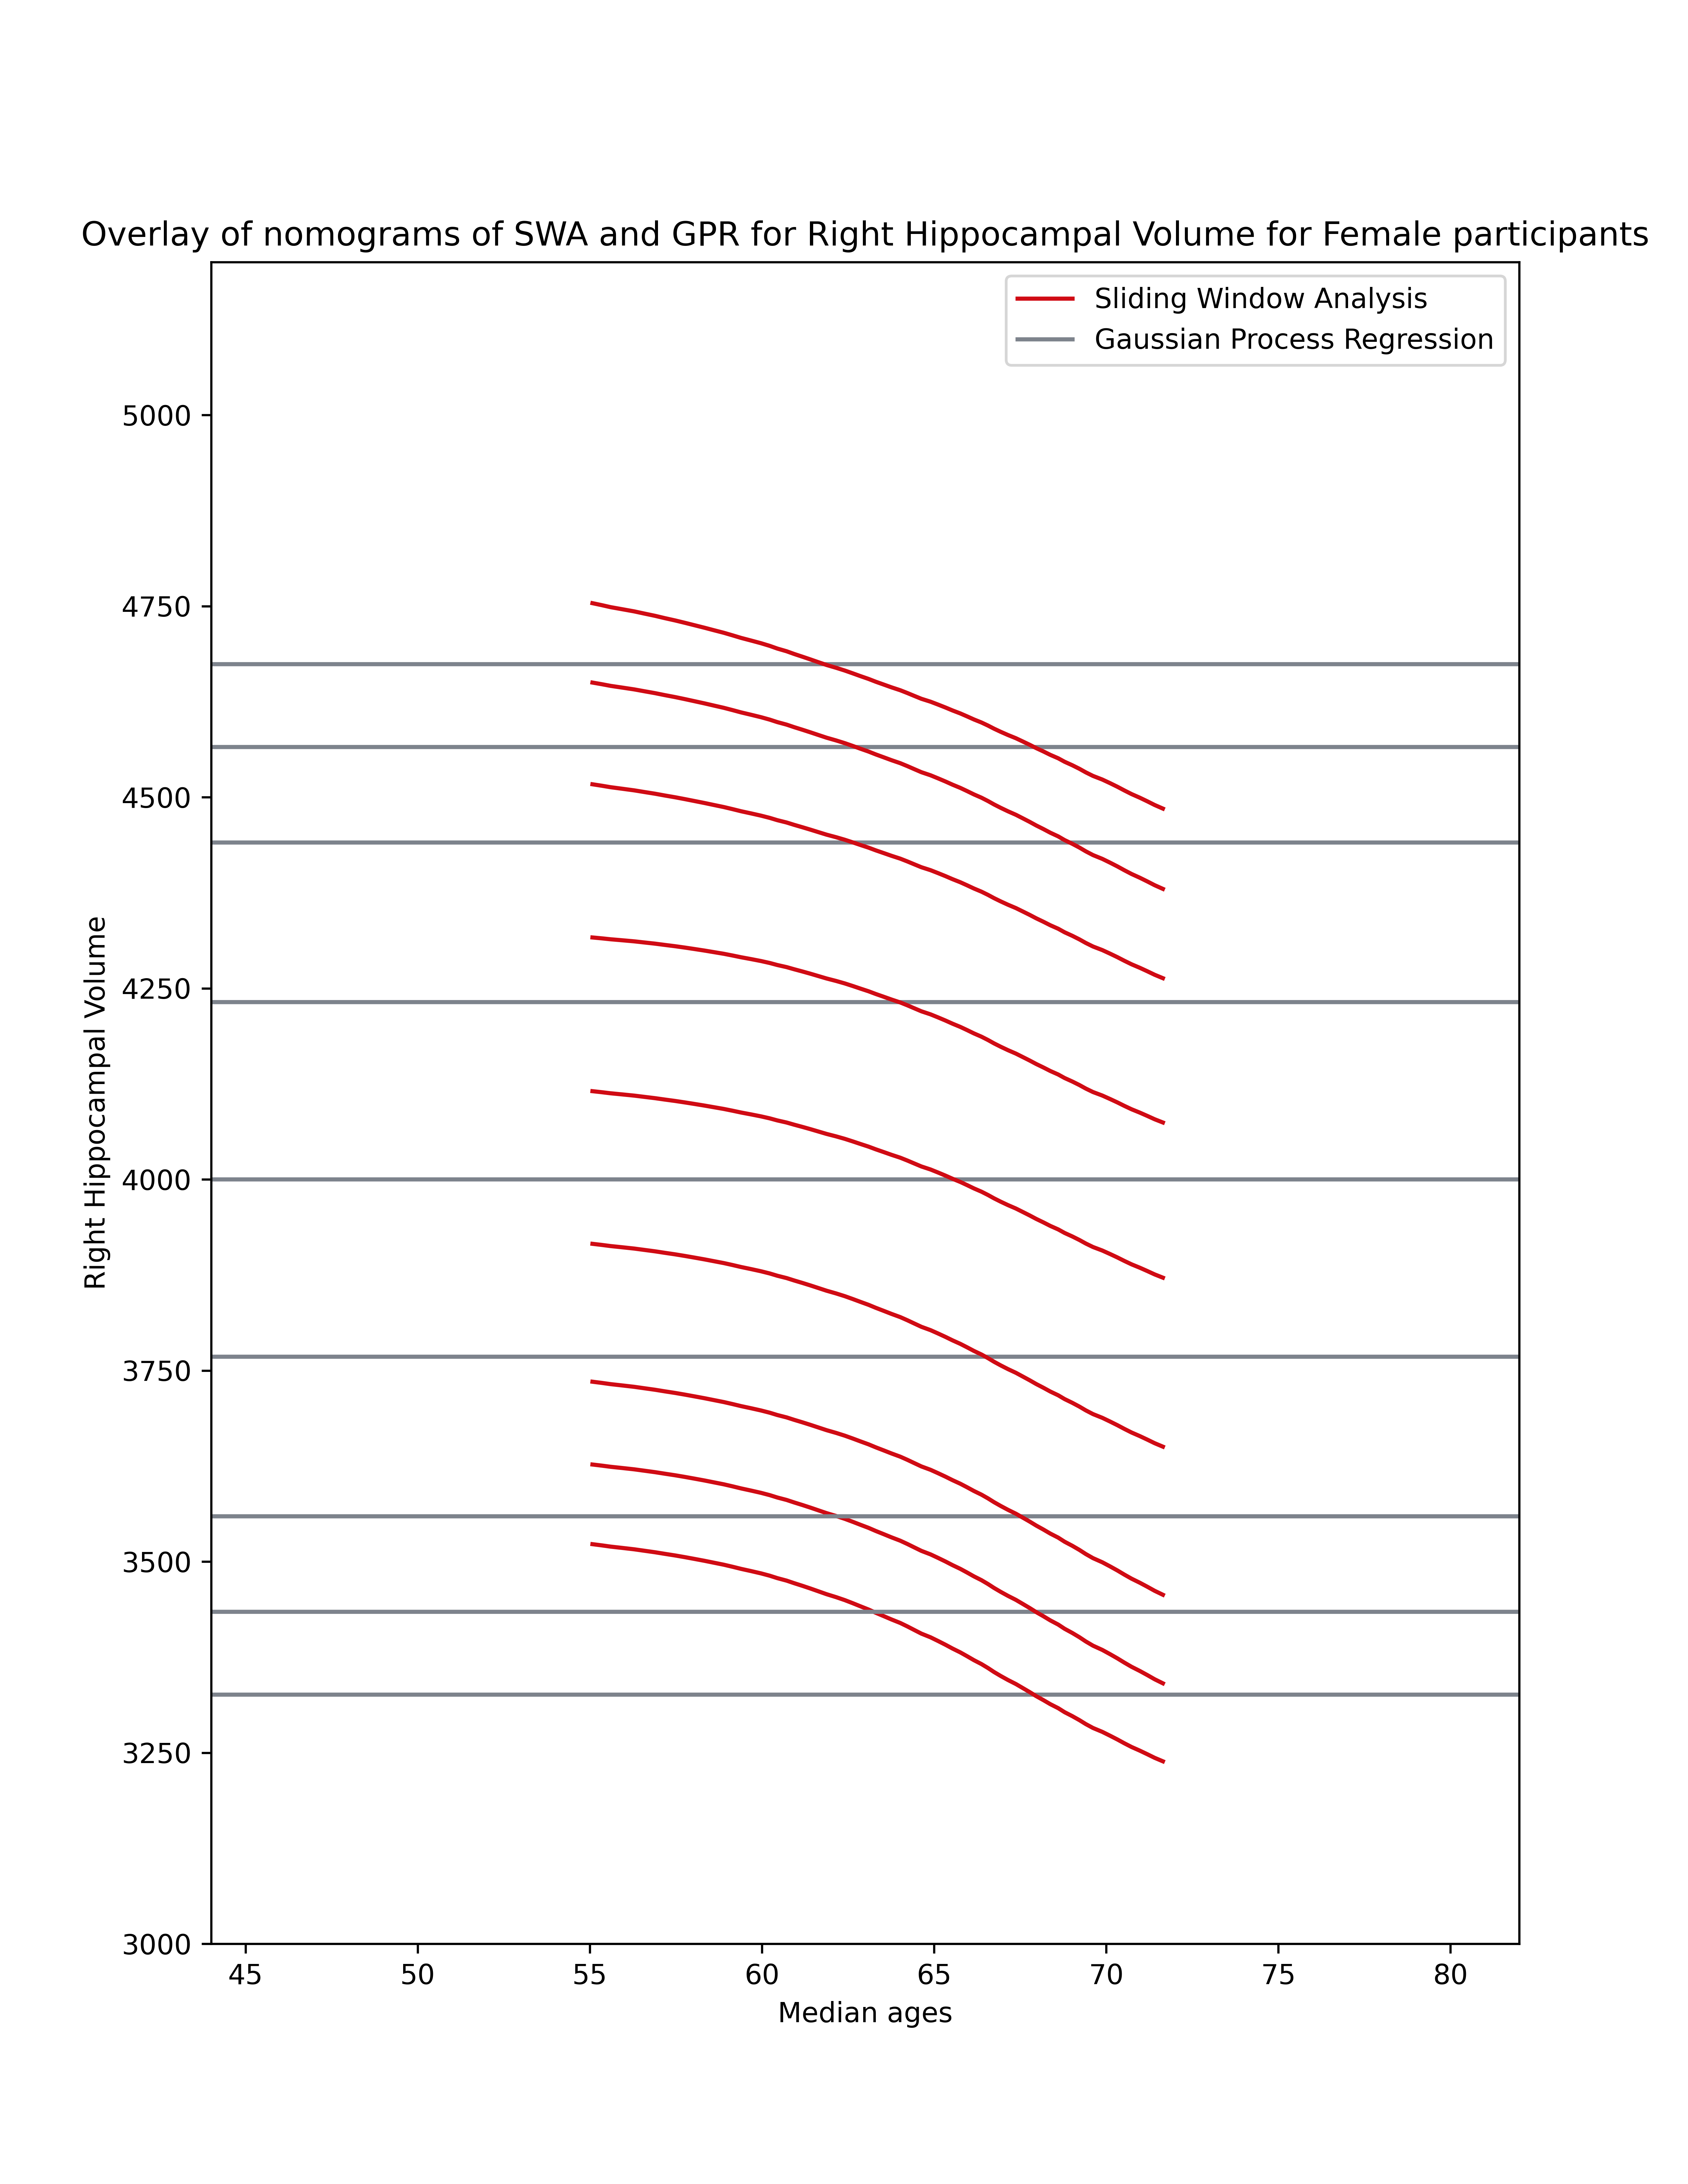 Overlay of nomograms of SWA and GPR for Right Hippocampal Volume for Female participants
Sliding Window Analysis
Gaussian Process Regression
5000
4750
4500
4250
4000
3750
3500
3250
3000
Right Hippocampal Volume
45 50 55 60 65 70 75 80
Median ages